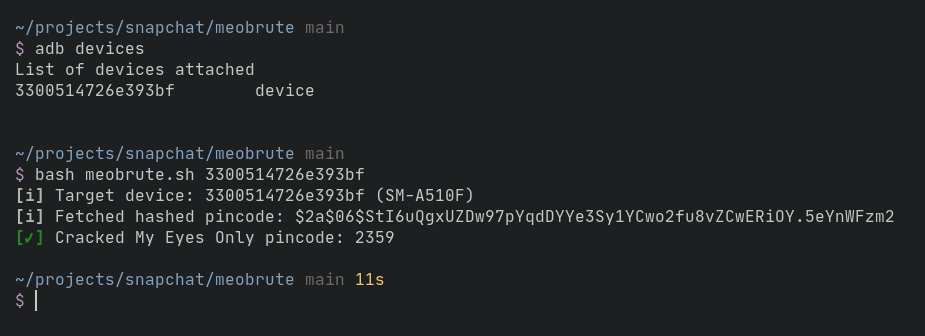 ~/projects/snapchat/meobrute main
$ adb devices
List of devices attached
3300514726e393bf        device
~/projects/snapchat/meobrute main
$ bash meobrute.sh 3300514726e393bf
[i] Target device: 3300514726e393bf (SM-A510F)
[i] Fetched hashed pincode: $2a$06$StI6uQgxUZDw97pYqdDYYe3Sy1YCwo2fu8vZCwERiOY.5eYnWFzm2
[✓] Cracked My Eyes Only pincode: 2359
~/projects/snapchat/meobrute main 11s
$